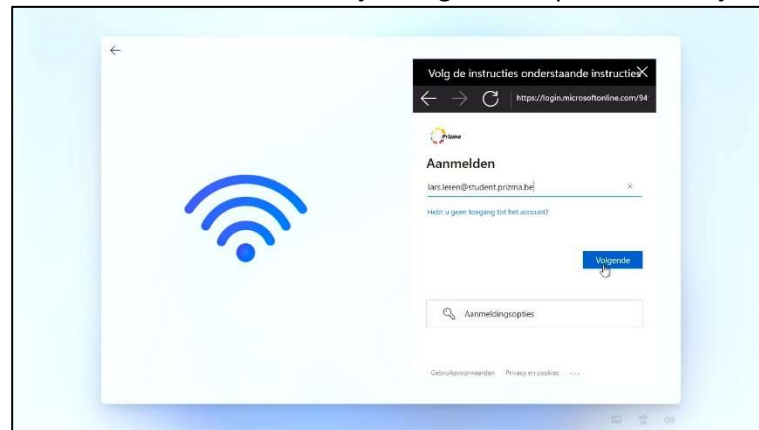 Volg de instructies onderstaande instructies
https://login.microsoftonline.com/94
Prizma
Aanmelden
lars.leren@student.prizma.be
Hebt u geen toegang tot het account?
Volgende
Aanmeldingsopties
Gebruiksvoorwaarden Privacy en cookies ...